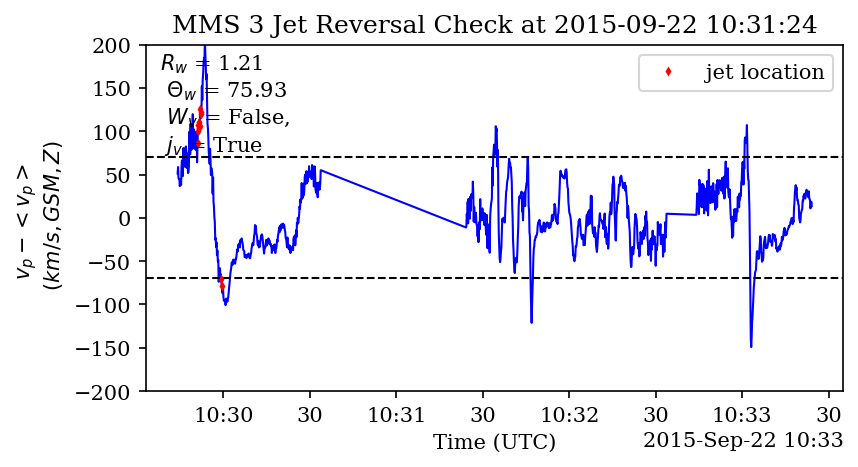 MMS 3 Jet Reversal Check at 2015-09-22 10:31:24
R_w = 1.21
Θ_w = 75.93
W_v = False,
j_v = True
jet location
200
150
100
50
0
−50
−100
−150
−200
v_p − < v_p >
(km/s, GSM, Z)
10:30 30 10:31 30 10:32 30 10:33 30
Time (UTC)
2015-Sep-22 10:33